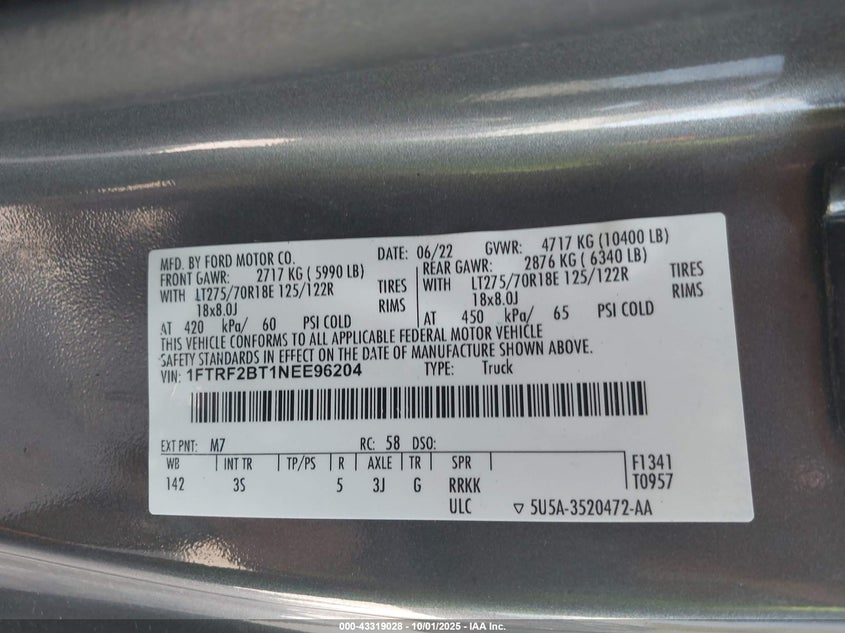 MFD. BY FORD MOTOR CO. DATE: 06/22 GVWR: 4717 KG (10400 LB)
FRONT GAWR: 2717 KG ( 5990 LB) REAR GAWR: 2876 KG ( 6340 LB)
WITH LT275/70R18E 125/122R TIRES WITH LT275/70R18E 125/122R TIRES
18x8.0J RIMS 18x8.0J RIMS
AT 420 kPa/ 60 PSI COLD AT 450 kPa/ 65 PSI COLD
THIS VEHICLE CONFORMS TO ALL APPLICABLE FEDERAL MOTOR VEHICLE
SAFETY STANDARDS IN EFFECT ON THE DATE OF MANUFACTURE SHOWN ABOVE.
VIN: 1FTRF2BT1NEE96204 TYPE: Truck
EXT PNT: M7 RC: 58 DSO:
WB INT TR TP/PS R AXLE TR SPR F1341
142 3S 5 3J G RRKK T0957
ULC ▽ 5U5A-3520472-AA
000-43319028 - 10/01/2025 - IAA Inc.